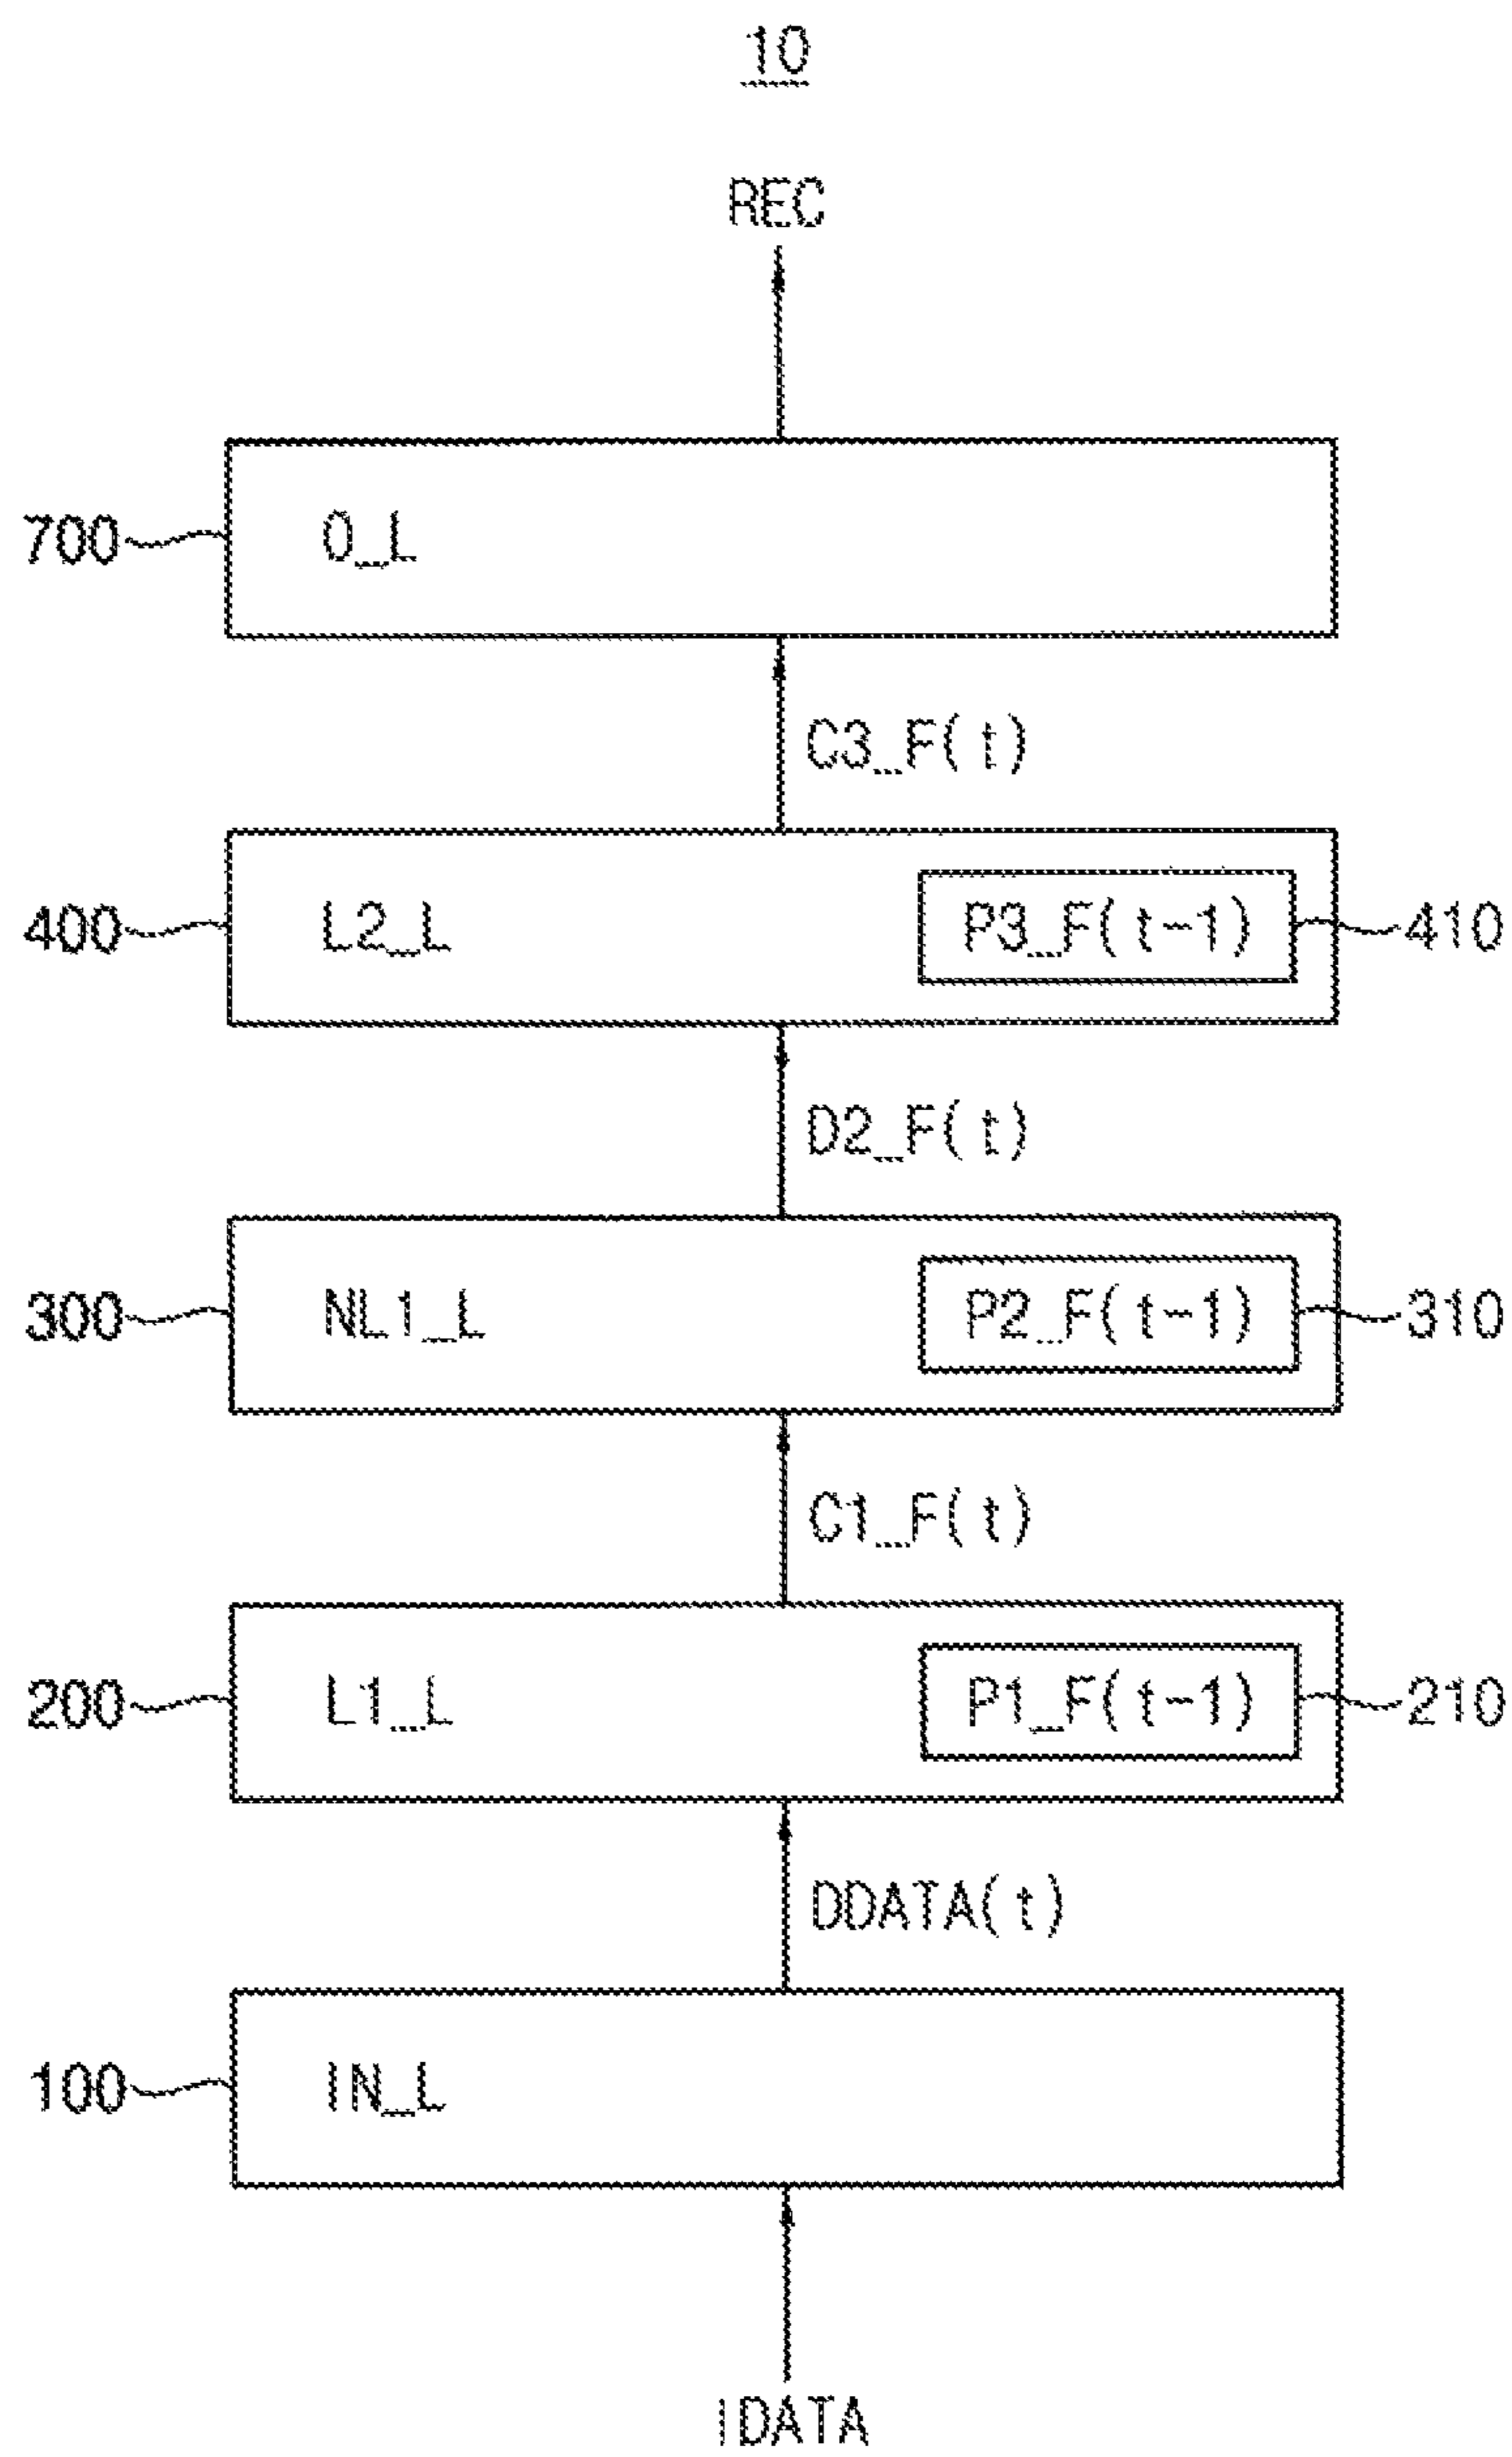 10
REC
700
O_L
C3_F(t)
400
L2_L
P3_F(t-1)
410
D2_F(t)
300
NL1_L
P2_F(t-1)
310
C1_F(t)
200
L1_L
P1_F(t-1)
210
DDATA(t)
100
IN_L
IDATA